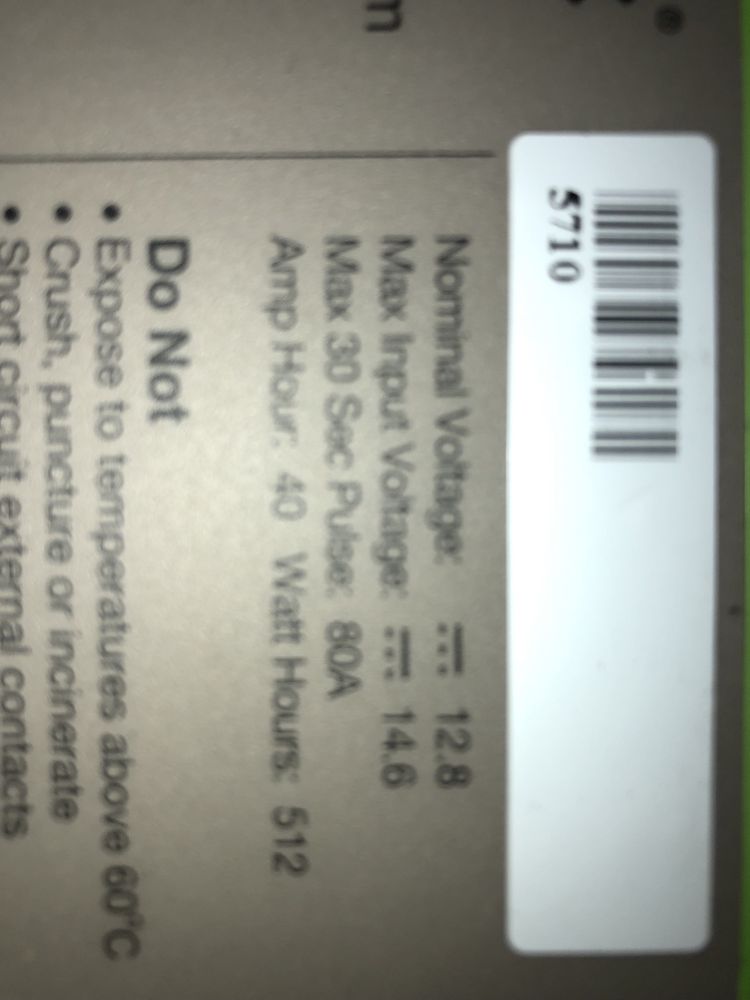 ®
5710
Nominal Voltage: ⎓ 12.8
Max Input Voltage: ⎓ 14.6
Max 30 Sec Pulse: 80A
Amp Hour: 40 Watt Hours: 512
Do Not
• Expose to temperatures above 60°C
• Crush, puncture or incinerate
• Short circuit external contacts